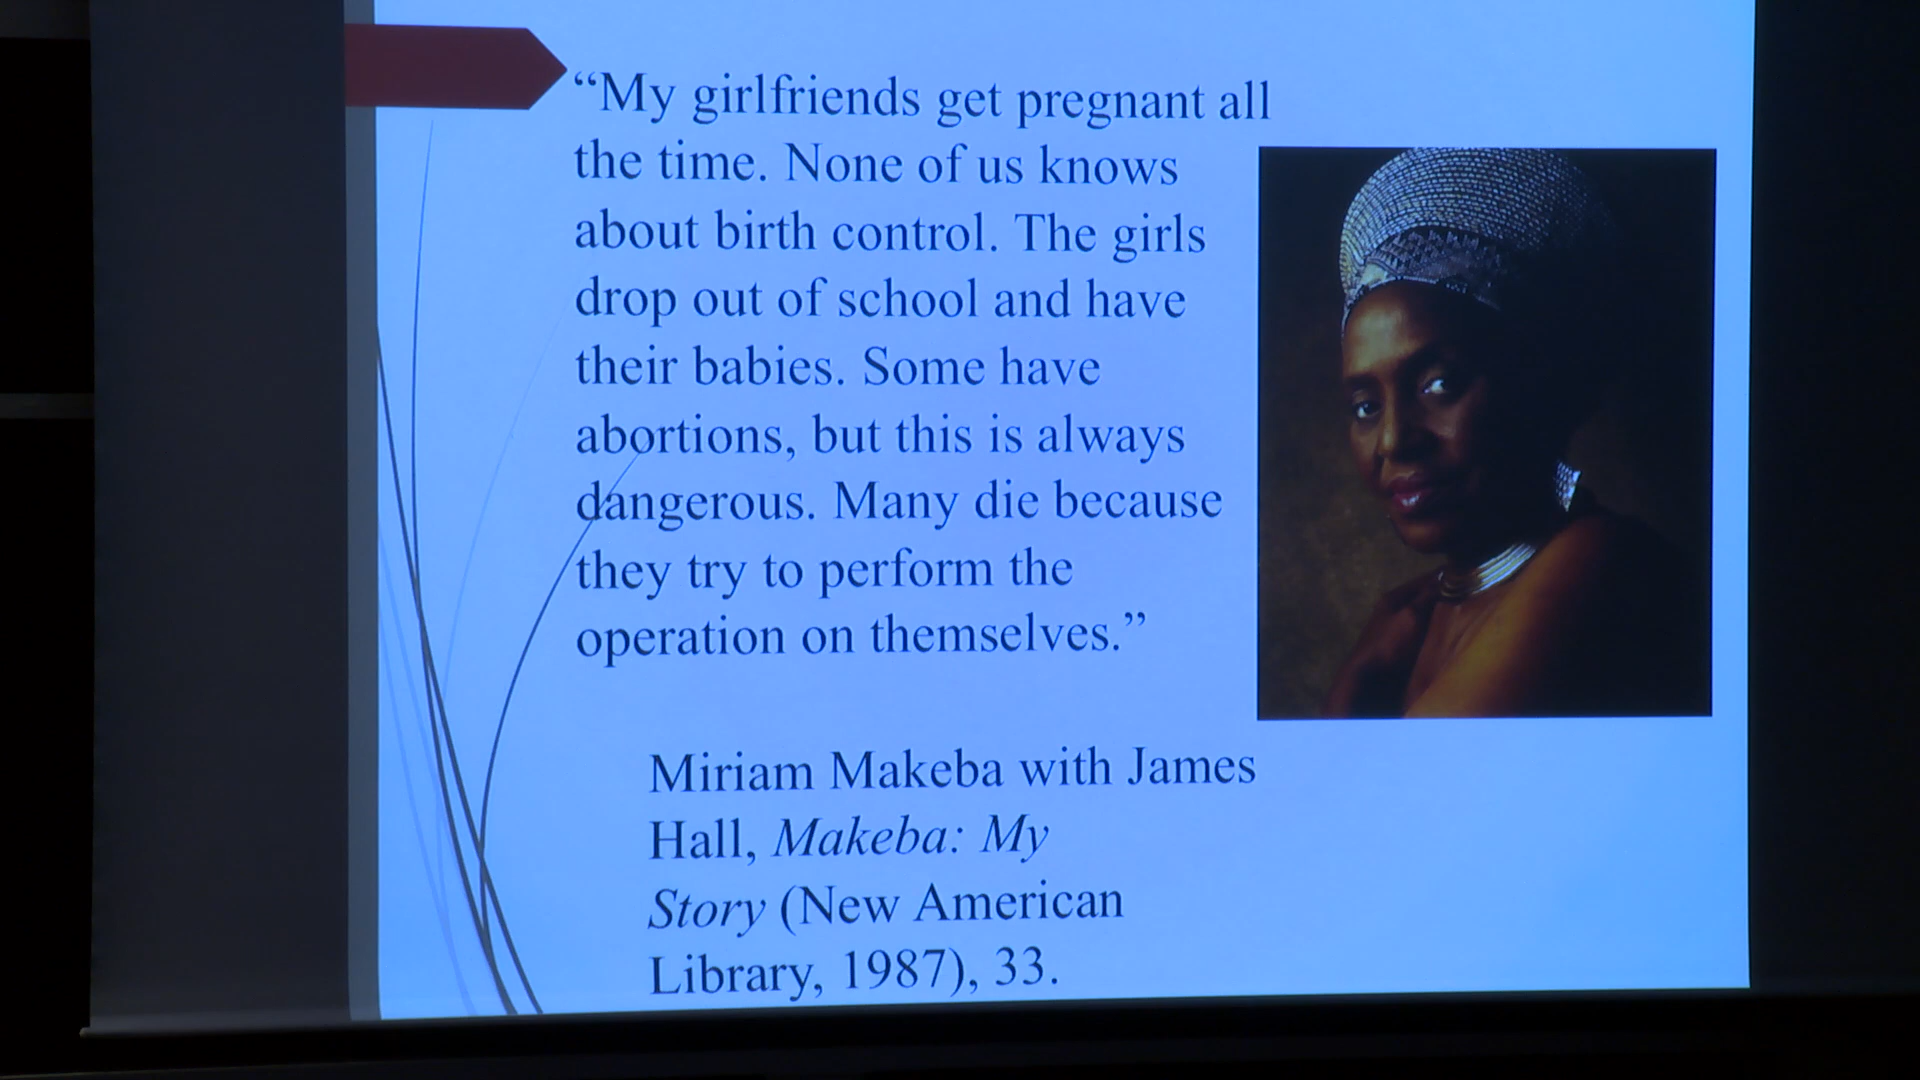 “My girlfriends get pregnant all
the time. None of us knows
about birth control. The girls
drop out of school and have
their babies. Some have
abortions, but this is always
dangerous. Many die because
they try to perform the
operation on themselves.”
Miriam Makeba with James
Hall, Makeba: My
Story (New American
Library, 1987), 33.